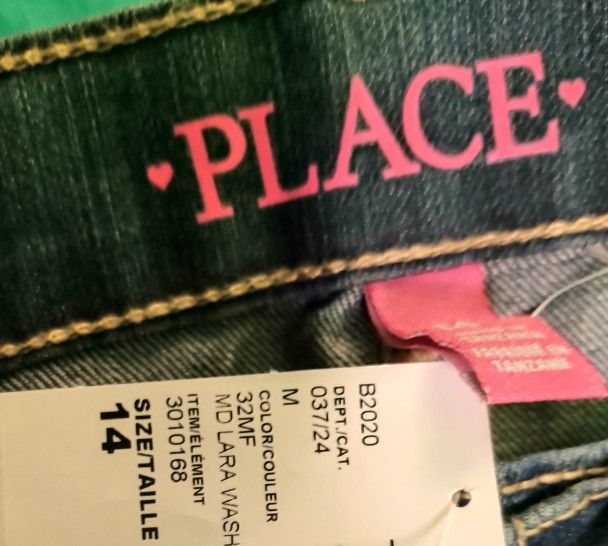 PLACE
FABRIQUÉ EN
TANZANIE
B2020
DEPT./CAT.
037/24
M
COLOR/COULEUR
32MF
MD LARA WASH
ITEM/ÉLÉMENT
3010168
SIZE/TAILLE
14